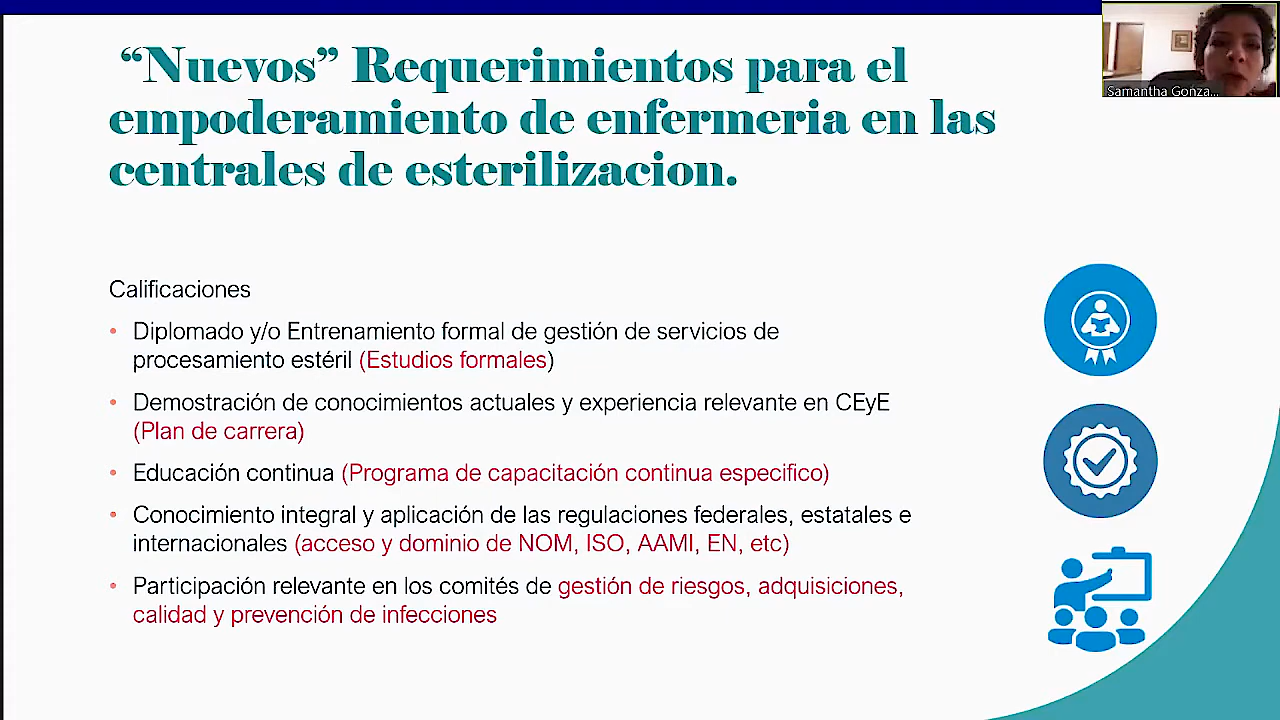 “Nuevos” Requerimientos para el
empoderamiento de enfermeria en las
centrales de esterilizacion.
Samantha Gonza...
Calificaciones
• Diplomado y/o Entrenamiento formal de gestión de servicios de
procesamiento estéril (Estudios formales)
• Demostración de conocimientos actuales y experiencia relevante en CEyE
(Plan de carrera)
• Educación continua (Programa de capacitación continua especifico)
• Conocimiento integral y aplicación de las regulaciones federales, estatales e
internacionales (acceso y dominio de NOM, ISO, AAMI, EN, etc)
• Participación relevante en los comités de gestión de riesgos, adquisiciones,
calidad y prevención de infecciones